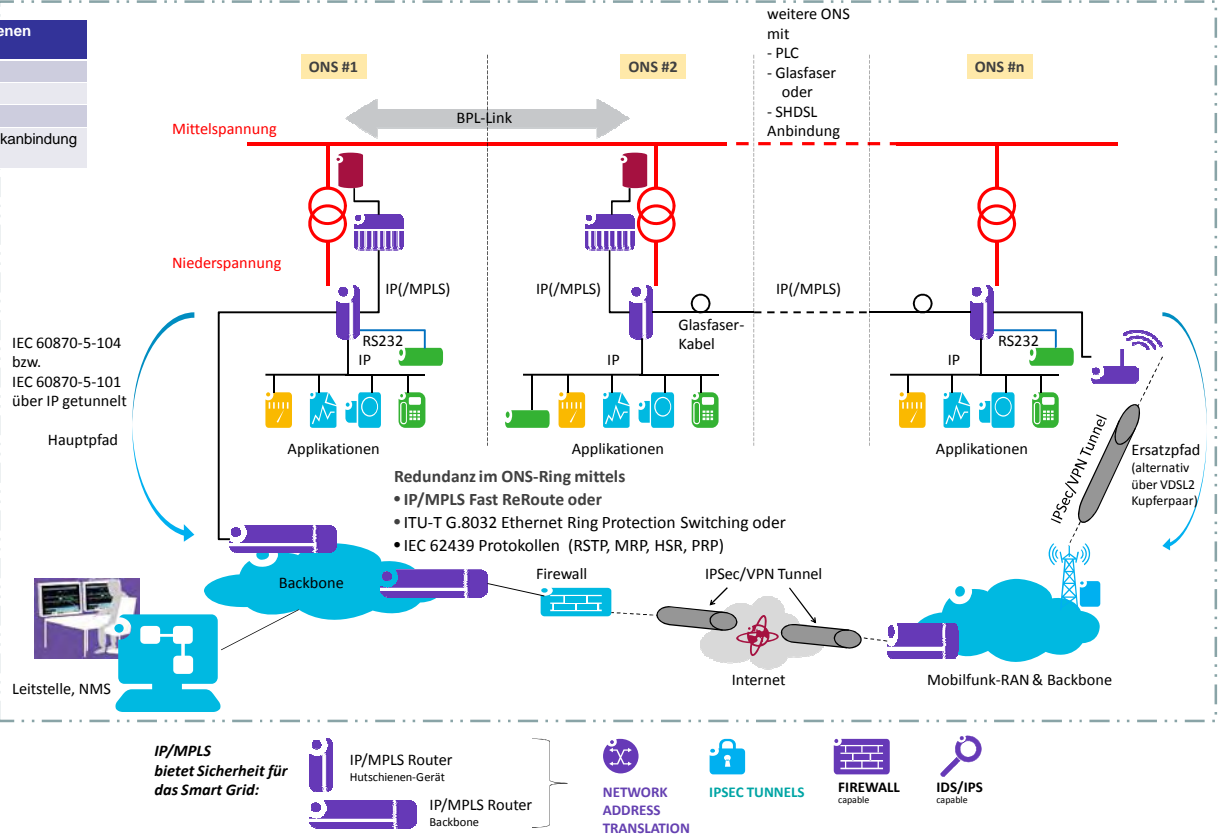 enen
kanbindung
ONS #1
ONS #2
weitere ONS
mit
- PLC
- Glasfaser
oder
- SHDSL
Anbindung
ONS #n
BPL-Link
Mittelspannung
Niederspannung
IP(/MPLS)
IP(/MPLS)
IP(/MPLS)
Glasfaser-
Kabel
RS232
IP
IP
RS232
IP
IEC 60870-5-104
bzw.
IEC 60870-5-101
über IP getunnelt
Hauptpfad
Applikationen
Applikationen
Applikationen
IPSec/VPN Tunnel
Ersatzpfad
(alternativ
über VDSL2
Kupferpaar)
Redundanz im ONS-Ring mittels
• IP/MPLS Fast ReRoute oder
• ITU-T G.8032 Ethernet Ring Protection Switching oder
• IEC 62439 Protokollen (RSTP, MRP, HSR, PRP)
Backbone
Firewall
IPSec/VPN Tunnel
Internet
Mobilfunk-RAN & Backbone
Leitstelle, NMS
IP/MPLS
bietet Sicherheit für
das Smart Grid:
IP/MPLS Router
Hutschienen-Gerät
IP/MPLS Router
Backbone
NETWORK
ADDRESS
TRANSLATION
IPSEC TUNNELS
FIREWALL
capable
IDS/IPS
capable